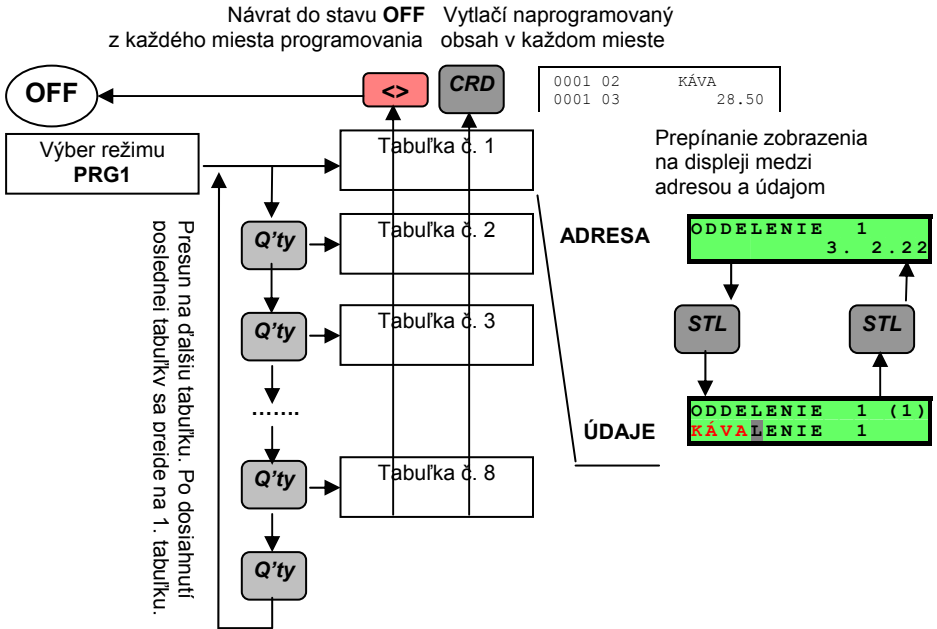 Návrat do stavu OFF
z každého miesta programovania
Vytlačí naprogramovaný
obsah v každom mieste
OFF
<>
CRD
0001 02 KÁVA
0001 03 28.50
Výber režimu
PRG1
Tabuľka č. 1
Prepínanie zobrazenia
na displeji medzi
adresou a údajom
Q'ty
Tabuľka č. 2
ADRESA
ODDELENIE 1
3. 2.22
Q'ty
Tabuľka č. 3
STL
STL
.......
ÚDAJE
ODDELENIE 1 (1)
KÁVALENIE 1
Q'ty
Tabuľka č. 8
Q'ty
Presun na ďalšiu tabuľku. Po dosiahnutí
poslednej tabuľky sa prejde na 1. tabuľku.